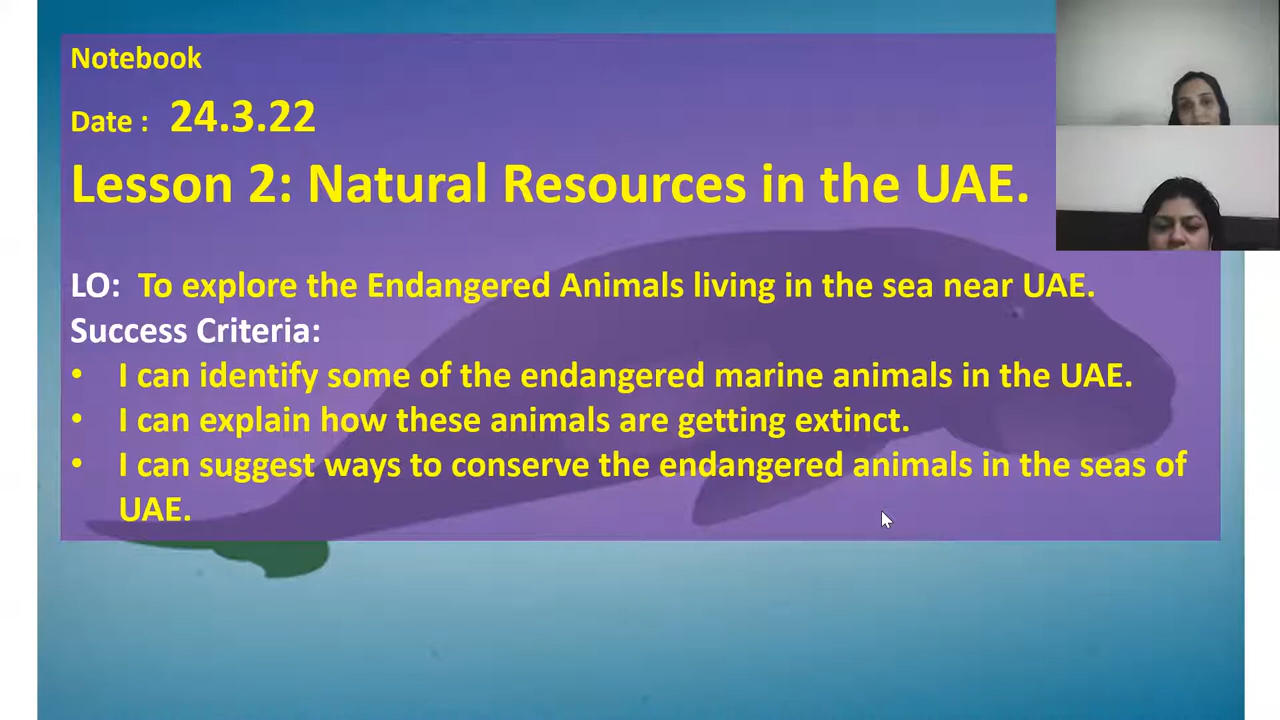 Notebook
Date : 24.3.22
Lesson 2: Natural Resources in the UAE.
LO: To explore the Endangered Animals living in the sea near UAE.
Success Criteria:
• I can identify some of the endangered marine animals in the UAE.
• I can explain how these animals are getting extinct.
• I can suggest ways to conserve the endangered animals in the seas of
UAE.